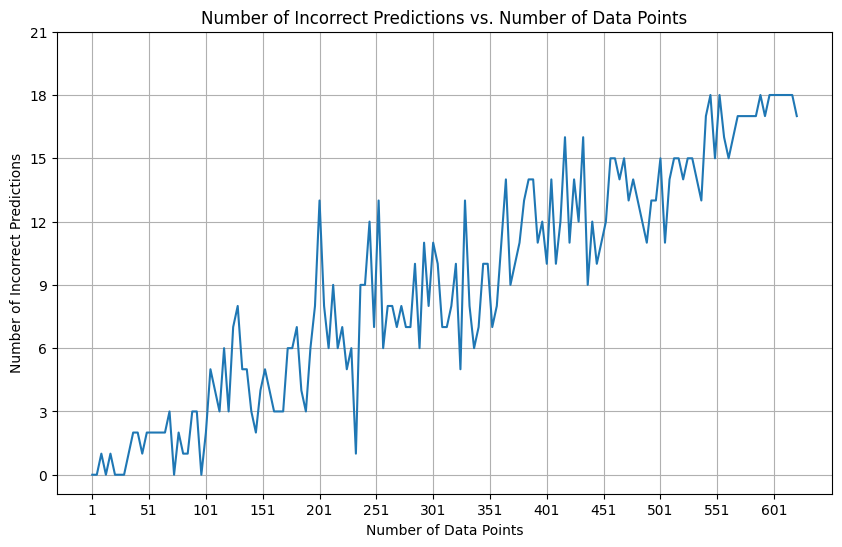 Number of Incorrect Predictions vs. Number of Data Points
21
18
15
12
9
6
3
0
Number of Incorrect Predictions
1 51 101 151 201 251 301 351 401 451 501 551 601
Number of Data Points